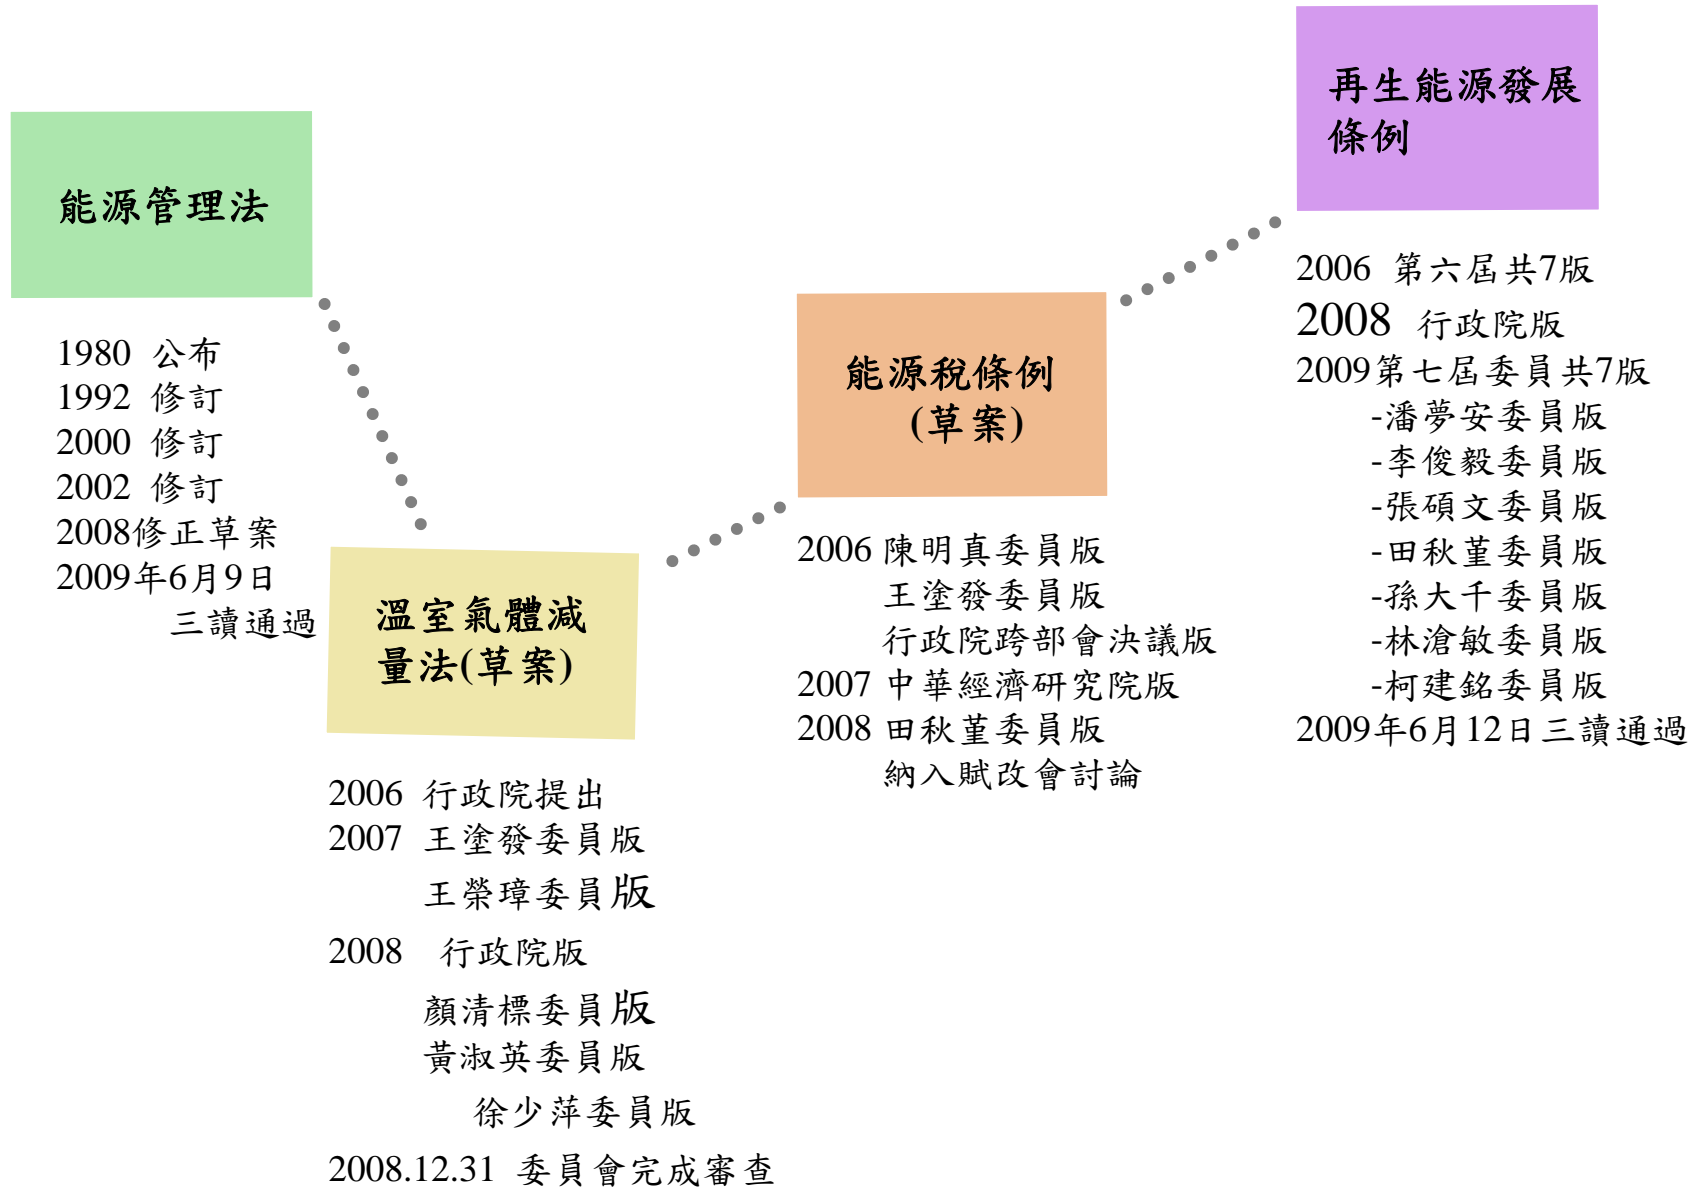 能源管理法
1980 公布
1992 修訂
2000 修訂
2002 修訂
2008修正草案
2009年6月9日
三讀通過
溫室氣體減
量法(草案)
2006 行政院提出
2007 王塗發委員版
王榮璋委員版
2008 行政院版
顏清標委員版
黃淑英委員版
徐少萍委員版
2008.12.31 委員會完成審查
能源稅條例
(草案)
2006 陳明真委員版
王塗發委員版
行政院跨部會決議版
2007 中華經濟研究院版
2008 田秋堇委員版
納入賦改會討論
再生能源發展
條例
2006 第六屆共7版
2008 行政院版
2009第七屆委員共7版
-潘夢安委員版
-李俊毅委員版
-張碩文委員版
-田秋堇委員版
-孫大千委員版
-林滄敏委員版
-柯建銘委員版
2009年6月12日三讀通過